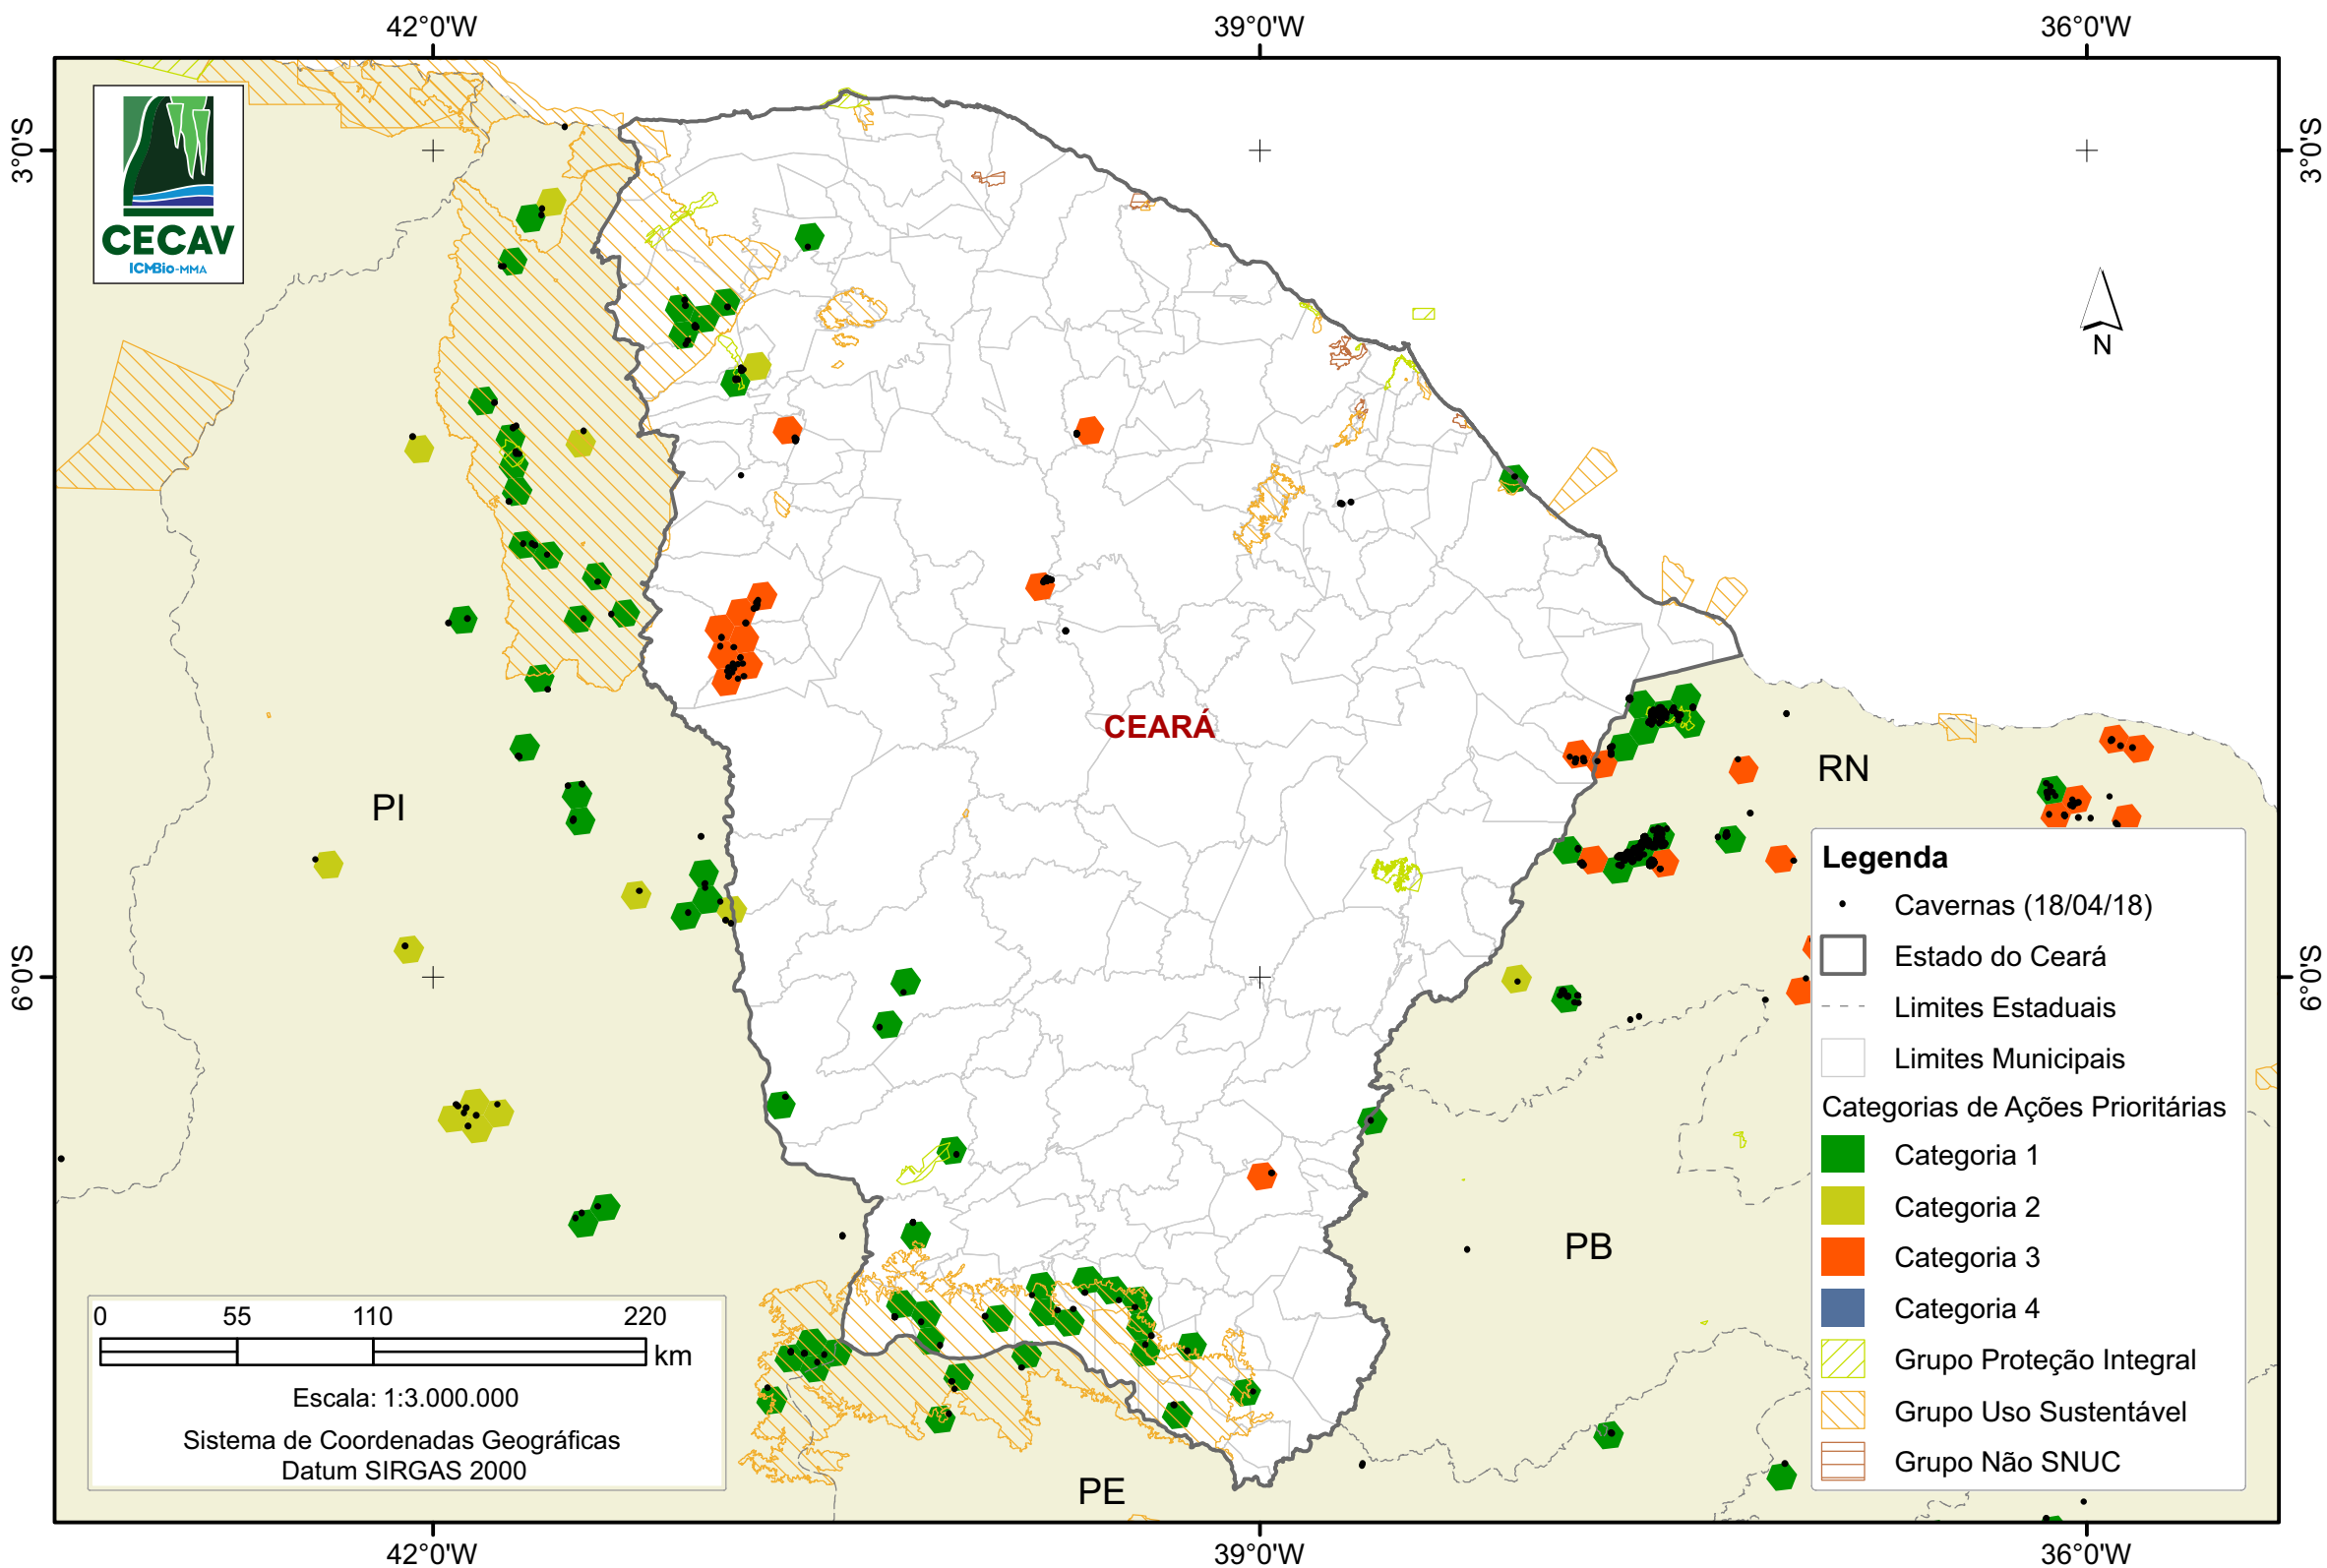 42°0'W
39°0'W
36°0'W
3°0'S
3°0'S
CECAV
ICMBio-MMA
N
CEARÁ
RN
PI
Legenda
Cavernas (18/04/18)
Estado do Ceará
6°0'S
6°0'S
Limites Estaduais
Limites Municipais
Categorias de Ações Prioritárias
Categoria 1
Categoria 2
Categoria 3
Categoria 4
Grupo Proteção Integral
Grupo Uso Sustentável
Grupo Não SNUC
PB
0 55 110 220
km
Escala: 1:3.000.000
Sistema de Coordenadas Geográficas
Datum SIRGAS 2000
PE
42°0'W
39°0'W
36°0'W